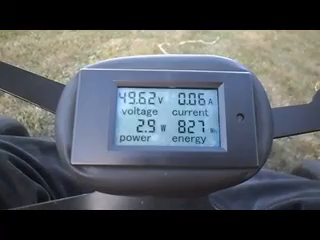 49.62V 0.06A
voltage current
2.9W 827
power energy